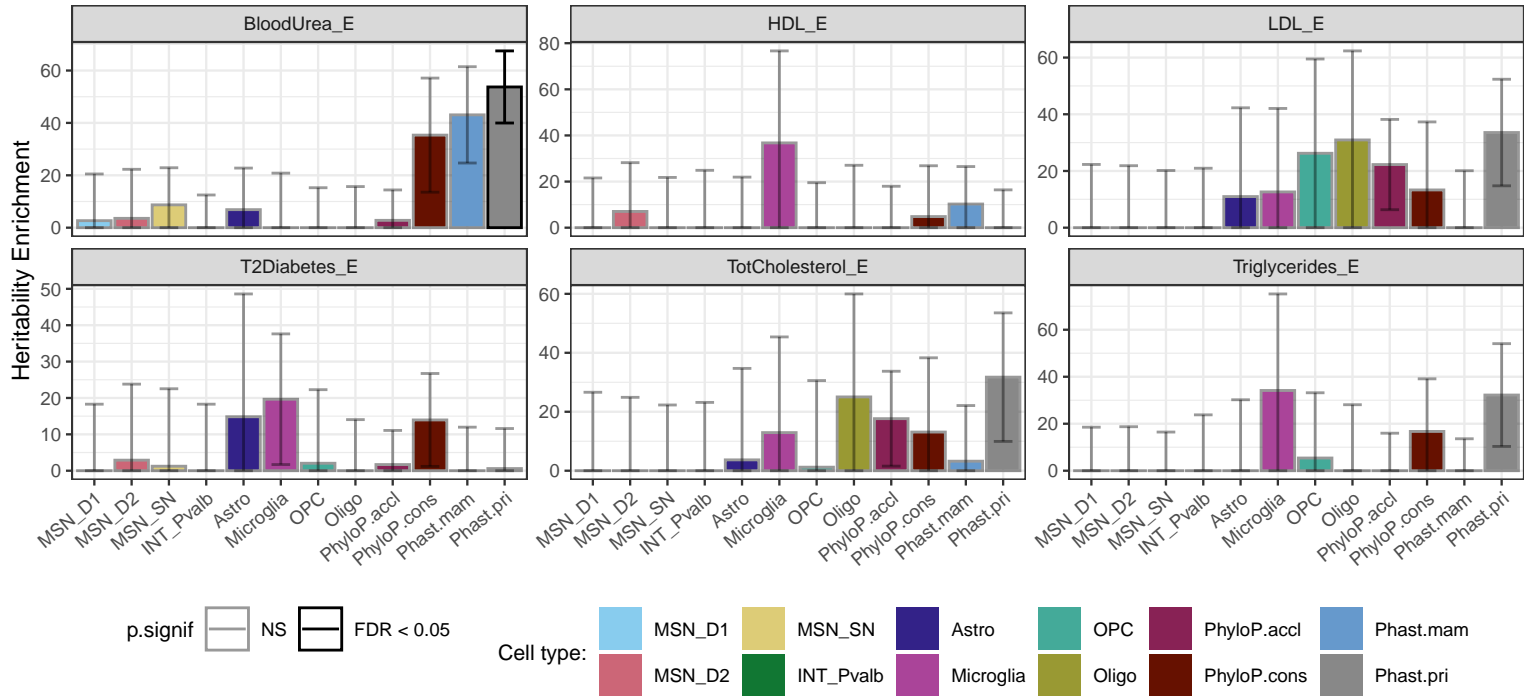 BloodUrea_E
HDL_E
LDL_E
60
40
20
0
80
60
40
20
0
60
40
20
0
Heritability Enrichment
T2Diabetes_E
TotCholesterol_E
Triglycerides_E
50
40
30
20
10
0
60
40
20
0
60
40
20
0
MSN_D1
MSN_D2
MSN_SN
INT_Pvalb
Astro
Microglia
OPC
Oligo
PhyloP.accl
PhyloP.cons
Phast.mam
Phast.pri
MSN_D1
MSN_D2
MSN_SN
INT_Pvalb
Astro
Microglia
OPC
Oligo
PhyloP.accl
PhyloP.cons
Phast.mam
Phast.pri
MSN_D1
MSN_D2
MSN_SN
INT_Pvalb
Astro
Microglia
OPC
Oligo
PhyloP.accl
PhyloP.cons
Phast.mam
Phast.pri
p.signif
NS
FDR < 0.05
Cell type:
MSN_D1
MSN_SN
Astro
OPC
PhyloP.accl
Phast.mam
MSN_D2
INT_Pvalb
Microglia
Oligo
PhyloP.cons
Phast.pri